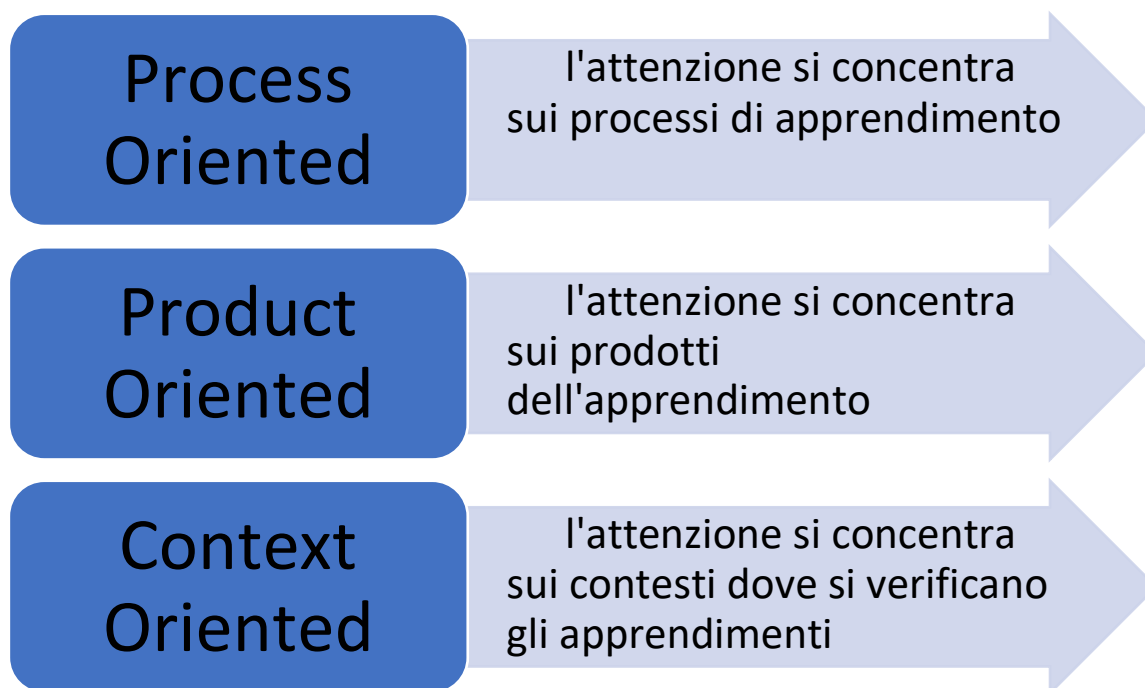 Process
Oriented
l'attenzione si concentra
sui processi di apprendimento
Product
Oriented
l'attenzione si concentra
sui prodotti
dell'apprendimento
Context
Oriented
l'attenzione si concentra
sui contesti dove si verificano
gli apprendimenti